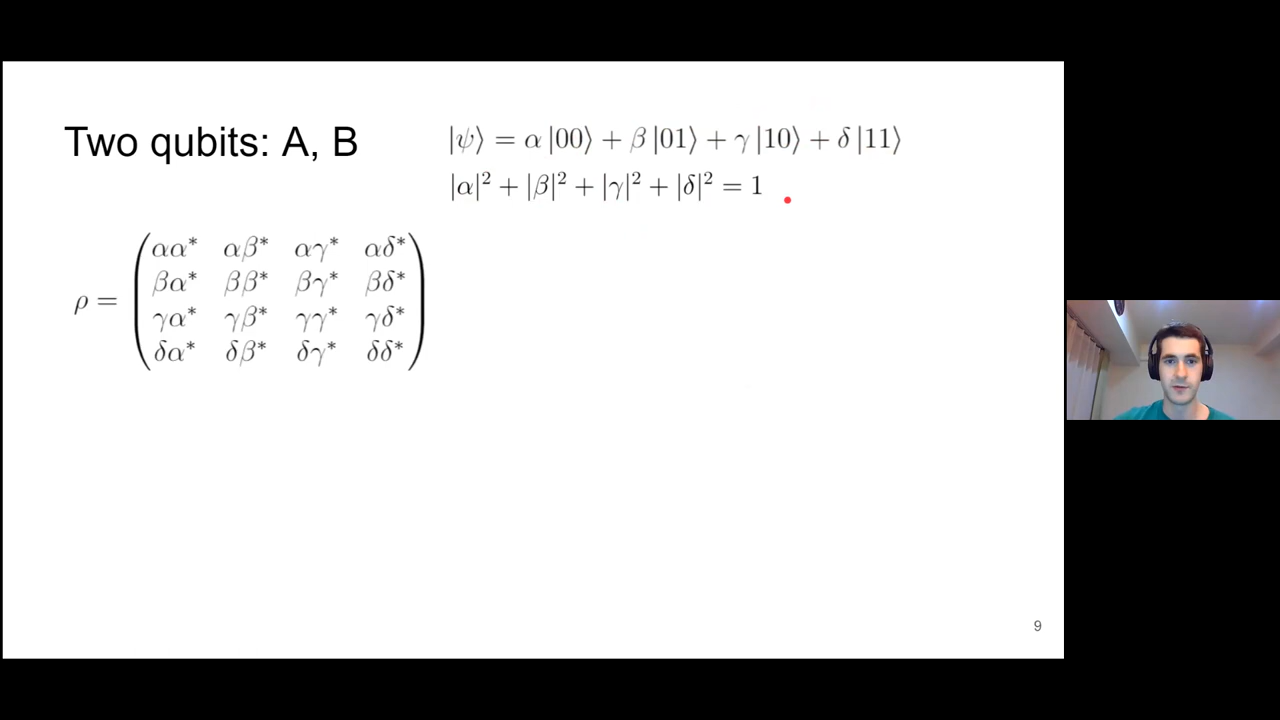 Two qubits: A, B
|ψ⟩ = α |00⟩ + β |01⟩ + γ |10⟩ + δ |11⟩
|α|² + |β|² + |γ|² + |δ|² = 1
ρ =
αα* αβ* αγ* αδ*
βα* ββ* βγ* βδ*
γα* γβ* γγ* γδ*
δα* δβ* δγ* δδ*
9